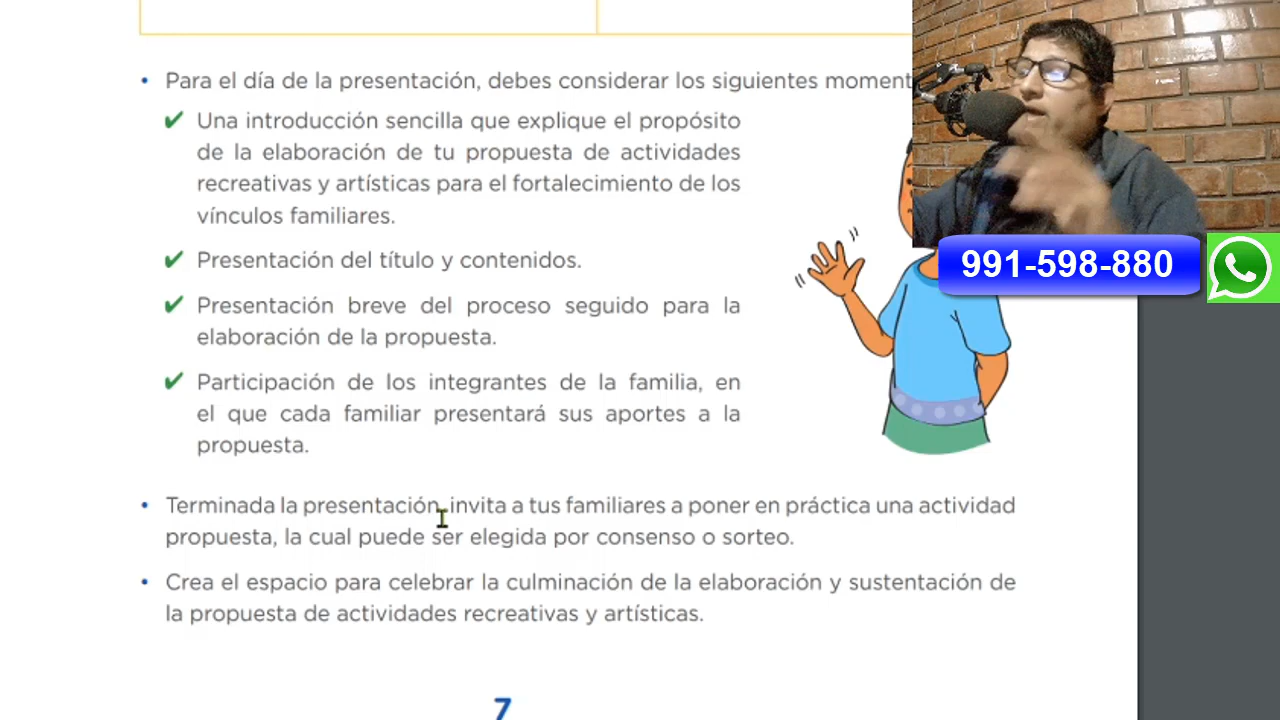 • Para el día de la presentación, debes considerar los siguientes moment
✔ Una introducción sencilla que explique el propósito
de la elaboración de tu propuesta de actividades
recreativas y artísticas para el fortalecimiento de los
vínculos familiares.
✔ Presentación del título y contenidos.
✔ Presentación breve del proceso seguido para la
elaboración de la propuesta.
✔ Participación de los integrantes de la familia, en
el que cada familiar presentará sus aportes a la
propuesta.
991-598-880
• Terminada la presentación, invita a tus familiares a poner en práctica una actividad
propuesta, la cual puede ser elegida por consenso o sorteo.
• Crea el espacio para celebrar la culminación de la elaboración y sustentación de
la propuesta de actividades recreativas y artísticas.
7